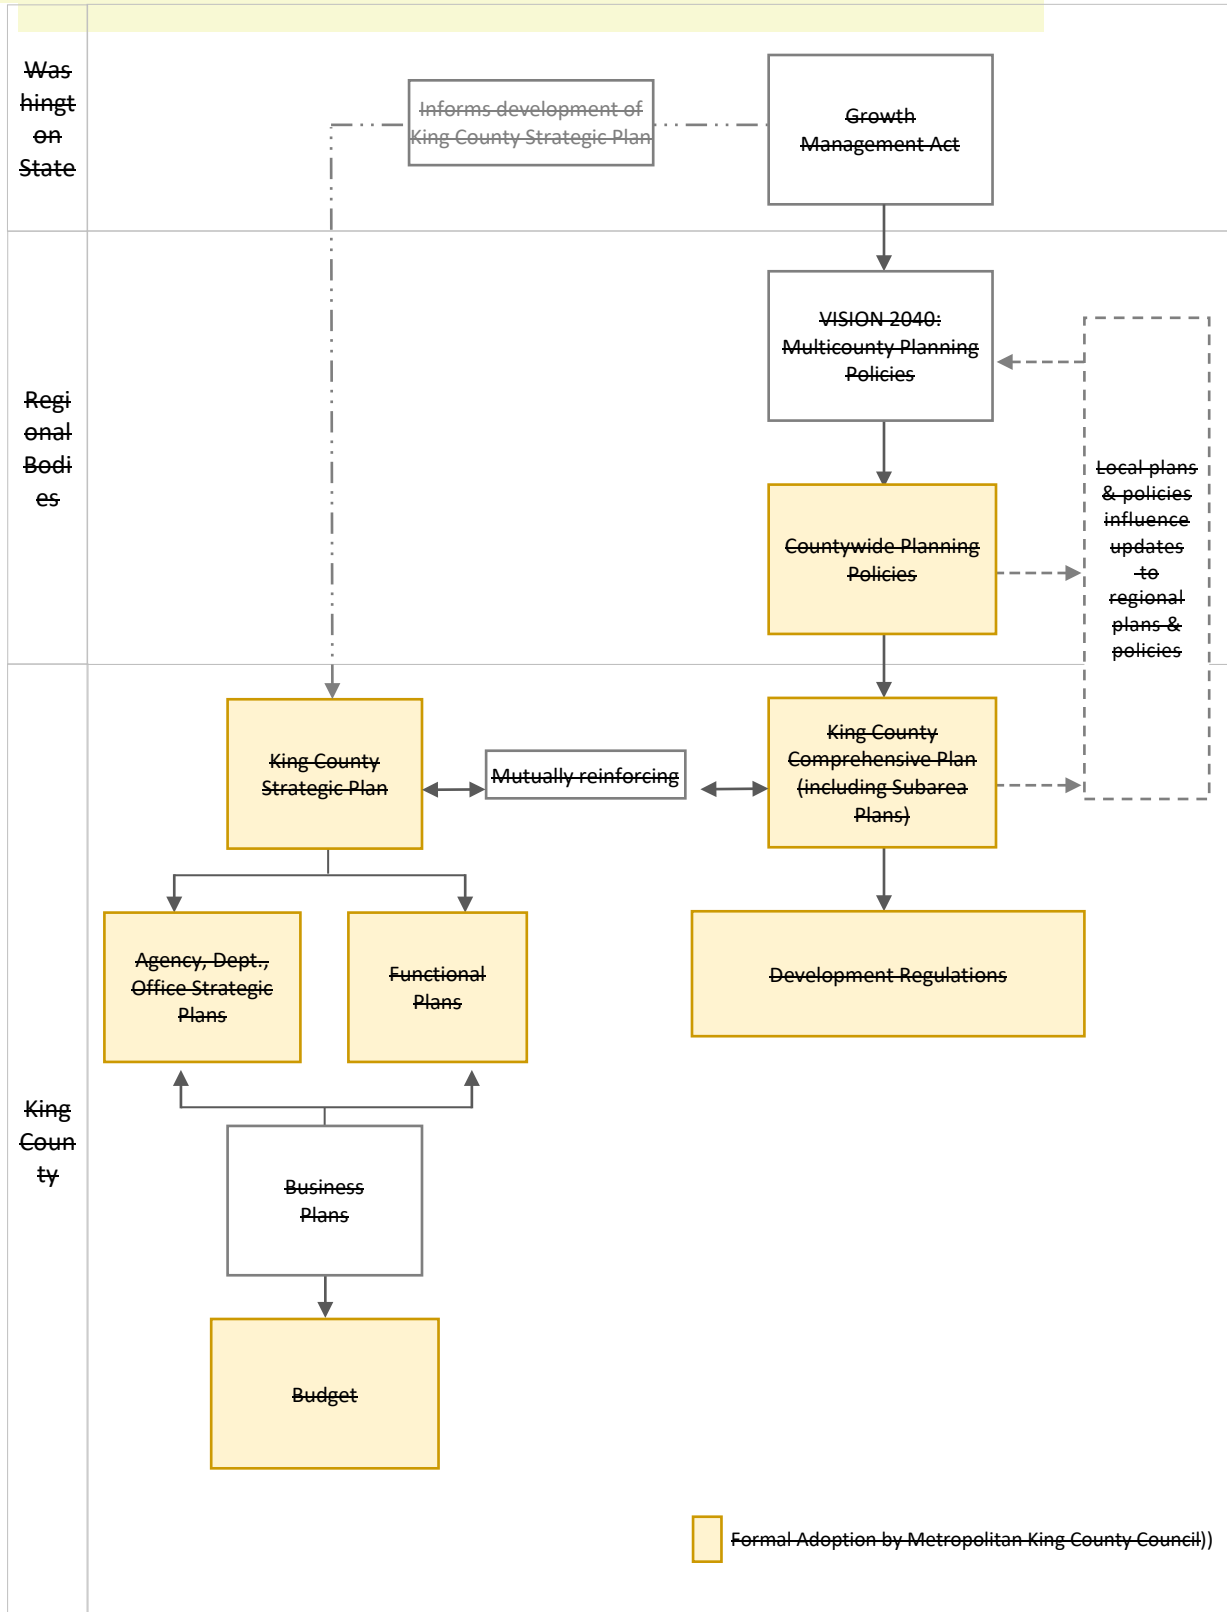 Was
hingt
on
State
Informs development of
King County Strategic Plan
Growth
Management Act
Regi
onal
Bodi
es
VISION 2040:
Multicounty Planning
Policies
Countywide Planning
Policies
Local plans
& policies
influence
updates
to
regional
plans &
policies
King
Coun
ty
King County
Strategic Plan
Mutually reinforcing
King County
Comprehensive Plan
(including Subarea
Plans)
Agency, Dept.,
Office Strategic
Plans
Functional
Plans
Development Regulations
Business
Plans
Budget
Formal Adoption by Metropolitan King County Council))